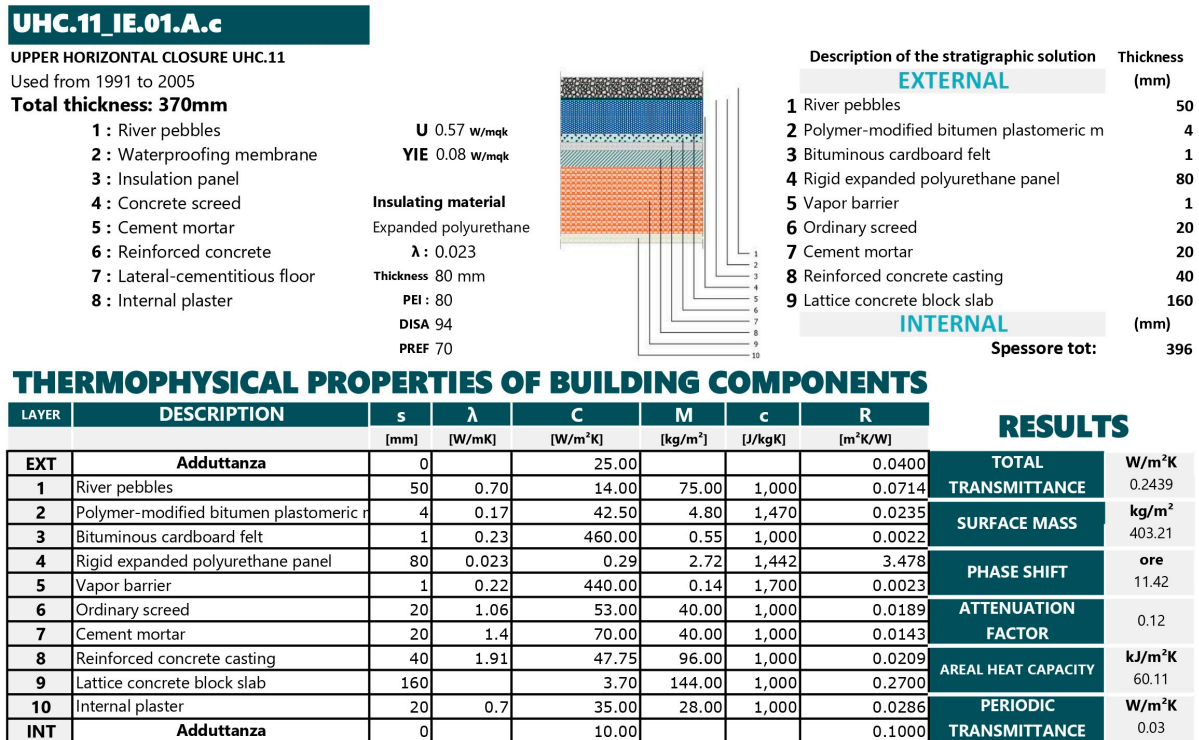 UHC.11_IE.01.A.c
UPPER HORIZONTAL CLOSURE UHC.11
Used from 1991 to 2005
Total thickness: 370mm
1 : River pebbles
2 : Waterproofing membrane
3 : Insulation panel
4 : Concrete screed
5 : Cement mortar
6 : Reinforced concrete
7 : Lateral-cementitious floor
8 : Internal plaster
U 0.57 W/mqk
YIE 0.08 W/mqk
Insulating material
Expanded polyurethane
λ : 0.023
Thickness 80 mm
PEI : 80
DISA 94
PREF 70
1
2
3
4
5
6
7
8
9
10
Description of the stratigraphic solution Thickness
EXTERNAL (mm)
1 River pebbles 50
2 Polymer-modified bitumen plastomeric m 4
3 Bituminous cardboard felt 1
4 Rigid expanded polyurethane panel 80
5 Vapor barrier 1
6 Ordinary screed 20
7 Cement mortar 20
8 Reinforced concrete casting 40
9 Lattice concrete block slab 160
INTERNAL (mm)
Spessore tot: 396
THERMOPHYSICAL PROPERTIES OF BUILDING COMPONENTS
LAYER DESCRIPTION s λ C M c R
[mm] [W/mK] [W/m²K] [kg/m²] [J/kgK] [m²K/W]
EXT Adduttanza 0 25.00 0.0400
1 River pebbles 50 0.70 14.00 75.00 1,000 0.0714
2 Polymer-modified bitumen plastomeric r 4 0.17 42.50 4.80 1,470 0.0235
3 Bituminous cardboard felt 1 0.23 460.00 0.55 1,000 0.0022
4 Rigid expanded polyurethane panel 80 0.023 0.29 2.72 1,442 3.478
5 Vapor barrier 1 0.22 440.00 0.14 1,700 0.0023
6 Ordinary screed 20 1.06 53.00 40.00 1,000 0.0189
7 Cement mortar 20 1.4 70.00 40.00 1,000 0.0143
8 Reinforced concrete casting 40 1.91 47.75 96.00 1,000 0.0209
9 Lattice concrete block slab 160 3.70 144.00 1,000 0.2700
10 Internal plaster 20 0.7 35.00 28.00 1,000 0.0286
INT Adduttanza 0 10.00 0.1000
RESULTS
TOTAL TRANSMITTANCE W/m²K 0.2439
SURFACE MASS kg/m² 403.21
PHASE SHIFT ore 11.42
ATTENUATION FACTOR 0.12
AREAL HEAT CAPACITY kJ/m²K 60.11
PERIODIC TRANSMITTANCE W/m²K 0.03